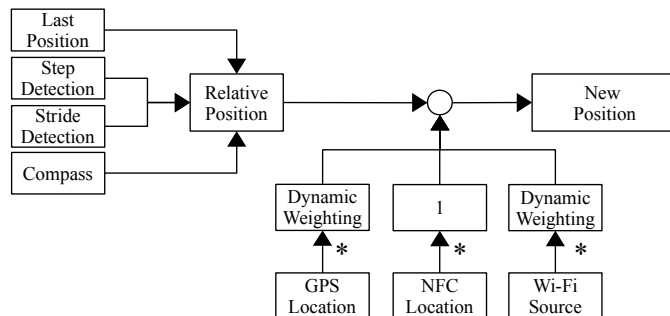 Last
Position
Step
Detection
Stride
Detection
Compass
Relative
Position
New
Position
Dynamic
Weighting
1
Dynamic
Weighting
*
*
*
GPS
Location
NFC
Location
Wi-Fi
Source